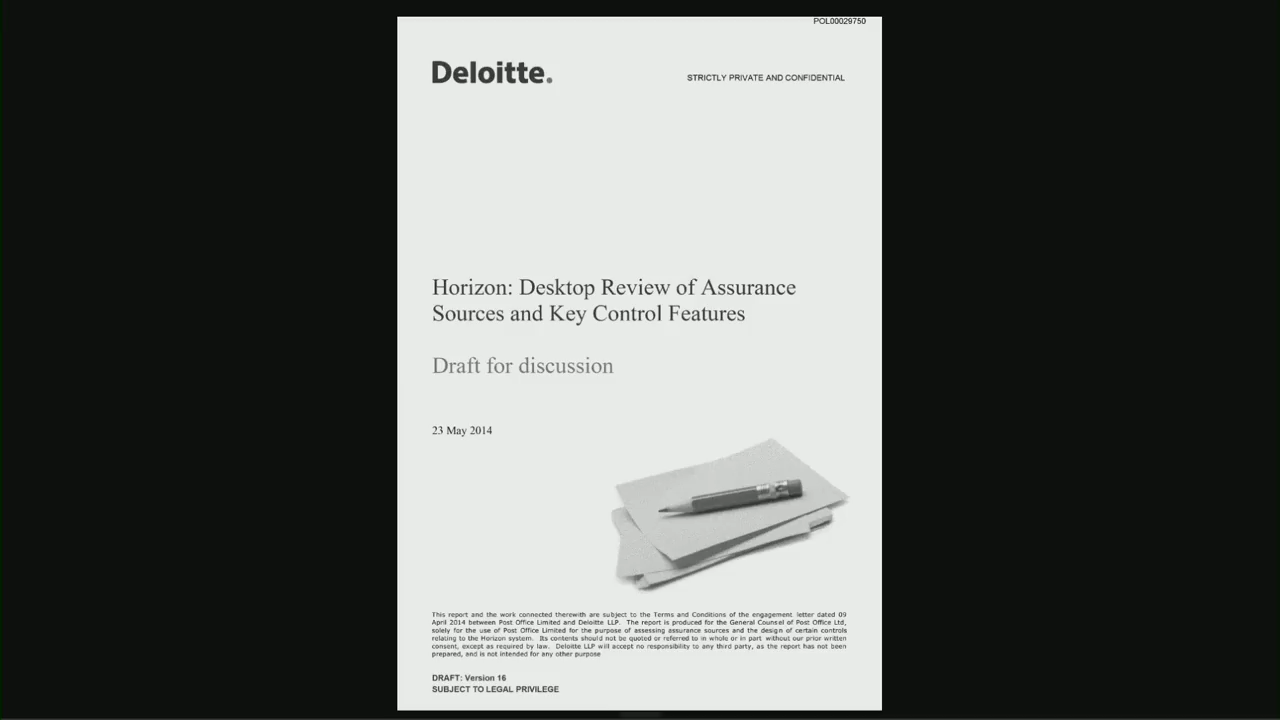 POL00029750
Deloitte.
STRICTLY PRIVATE AND CONFIDENTIAL
Horizon: Desktop Review of Assurance
Sources and Key Control Features
Draft for discussion
23 May 2014
This report and the work connected therewith are subject to the Terms and Conditions of the engagement letter dated 09
April 2014 between Post Office Limited and Deloitte LLP. The report is produced for the General Counsel of Post Office Ltd,
solely for the use of Post Office Limited for the purpose of assessing assurance sources and the design of certain controls
relating to the Horizon system. Its contents should not be quoted or referred to in whole or in part without our prior written
consent, except as required by law. Deloitte LLP will accept no responsibility to any third party, as the report has not been
prepared, and is not intended for any other purpose
DRAFT: Version 16
SUBJECT TO LEGAL PRIVILEGE